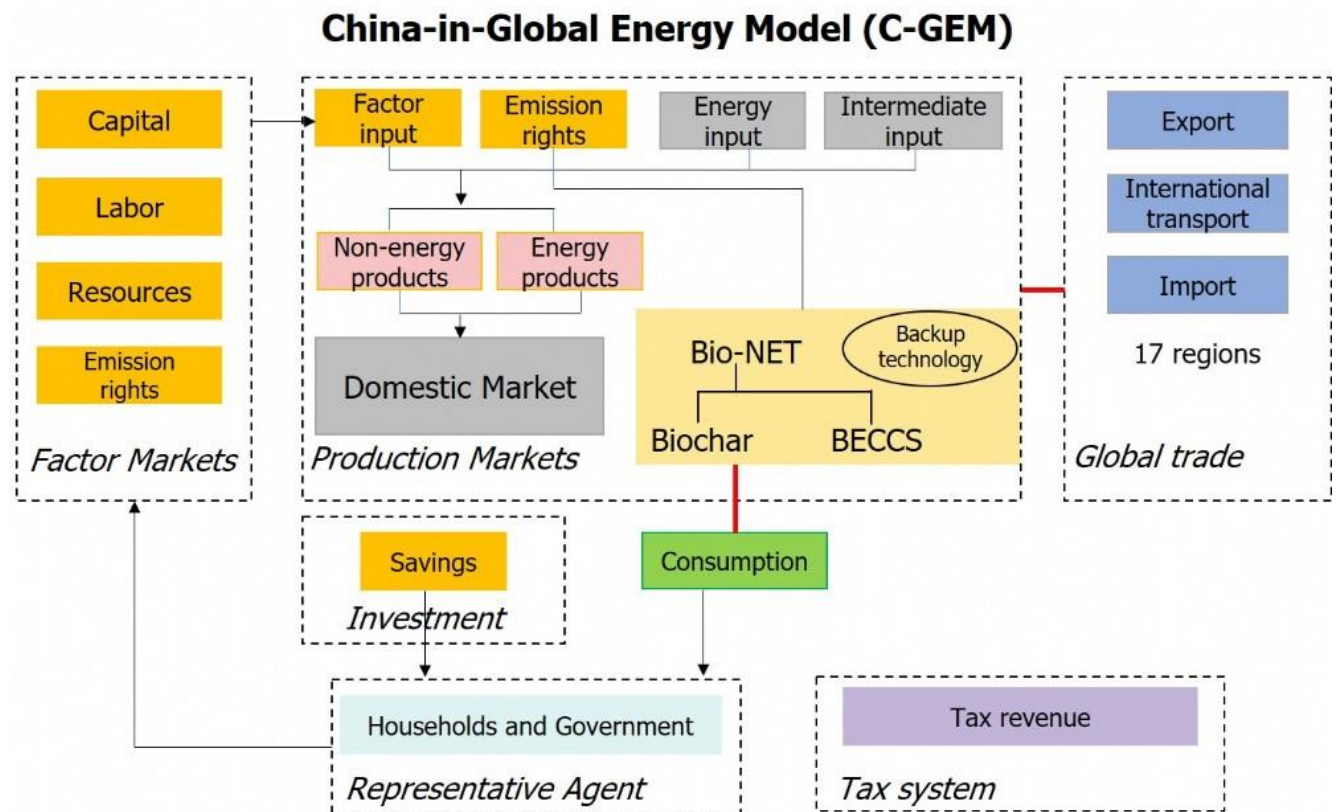 China-in-Global Energy Model (C-GEM)
Capital
Labor
Resources
Emission
rights
Factor Markets
Factor
input
Emission
rights
Energy
input
Intermediate
input
Non-energy
products
Energy
products
Domestic Market
Production Markets
Bio-NET
Backup
technology
Biochar
BECCS
Export
International
transport
Import
17 regions
Global trade
Savings
Investment
Consumption
Households and Government
Representative Agent
Tax revenue
Tax system